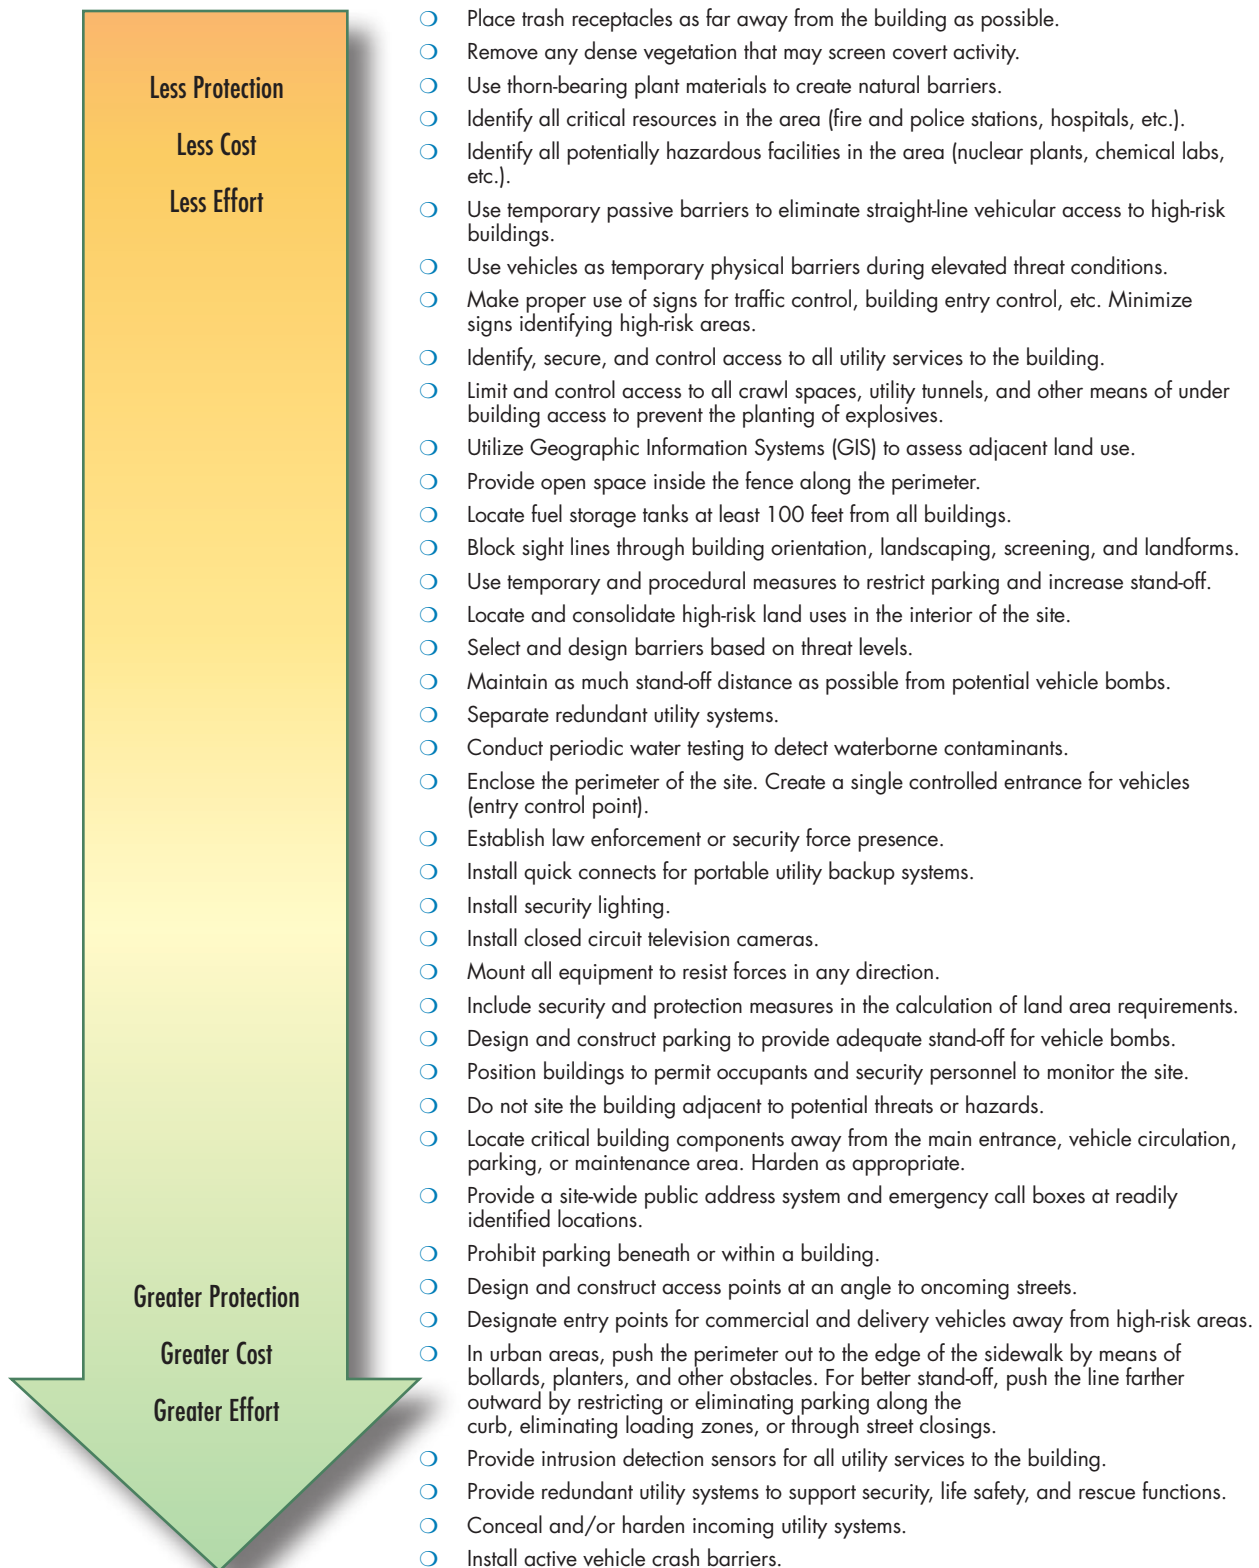 Less Protection
Less Cost
Less Effort
❍ Place trash receptacles as far away from the building as possible.
❍ Remove any dense vegetation that may screen covert activity.
❍ Use thorn-bearing plant materials to create natural barriers.
❍ Identify all critical resources in the area (fire and police stations, hospitals, etc.).
❍ Identify all potentially hazardous facilities in the area (nuclear plants, chemical labs,
etc.).
❍ Use temporary passive barriers to eliminate straight-line vehicular access to high-risk
buildings.
❍ Use vehicles as temporary physical barriers during elevated threat conditions.
❍ Make proper use of signs for traffic control, building entry control, etc. Minimize
signs identifying high-risk areas.
❍ Identify, secure, and control access to all utility services to the building.
❍ Limit and control access to all crawl spaces, utility tunnels, and other means of under
building access to prevent the planting of explosives.
❍ Utilize Geographic Information Systems (GIS) to assess adjacent land use.
❍ Provide open space inside the fence along the perimeter.
❍ Locate fuel storage tanks at least 100 feet from all buildings.
❍ Block sight lines through building orientation, landscaping, screening, and landforms.
❍ Use temporary and procedural measures to restrict parking and increase stand-off.
❍ Locate and consolidate high-risk land uses in the interior of the site.
❍ Select and design barriers based on threat levels.
❍ Maintain as much stand-off distance as possible from potential vehicle bombs.
❍ Separate redundant utility systems.
❍ Conduct periodic water testing to detect waterborne contaminants.
❍ Enclose the perimeter of the site. Create a single controlled entrance for vehicles
(entry control point).
❍ Establish law enforcement or security force presence.
❍ Install quick connects for portable utility backup systems.
❍ Install security lighting.
❍ Install closed circuit television cameras.
❍ Mount all equipment to resist forces in any direction.
❍ Include security and protection measures in the calculation of land area requirements.
❍ Design and construct parking to provide adequate stand-off for vehicle bombs.
❍ Position buildings to permit occupants and security personnel to monitor the site.
❍ Do not site the building adjacent to potential threats or hazards.
❍ Locate critical building components away from the main entrance, vehicle circulation,
parking, or maintenance area. Harden as appropriate.
❍ Provide a site-wide public address system and emergency call boxes at readily
identified locations.
❍ Prohibit parking beneath or within a building.
❍ Design and construct access points at an angle to oncoming streets.
❍ Designate entry points for commercial and delivery vehicles away from high-risk areas.
❍ In urban areas, push the perimeter out to the edge of the sidewalk by means of
bollards, planters, and other obstacles. For better stand-off, push the line farther
outward by restricting or eliminating parking along the
curb, eliminating loading zones, or through street closings.
❍ Provide intrusion detection sensors for all utility services to the building.
❍ Provide redundant utility systems to support security, life safety, and rescue functions.
❍ Conceal and/or harden incoming utility systems.
❍ Install active vehicle crash barriers.
Greater Protection
Greater Cost
Greater Effort